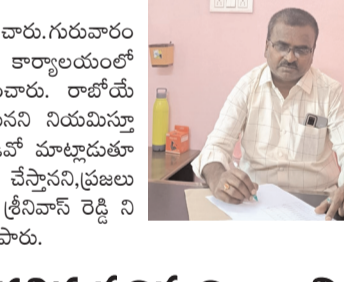 చారు.గురువారం
కార్యాలయంలో
చారు. రాబోయే
నని నియమిస్తూ
మాట్లాడుతూ
చేస్తానని,ప్రజలు
శ్రీనివాస్ రెడ్డి ని
పారు.